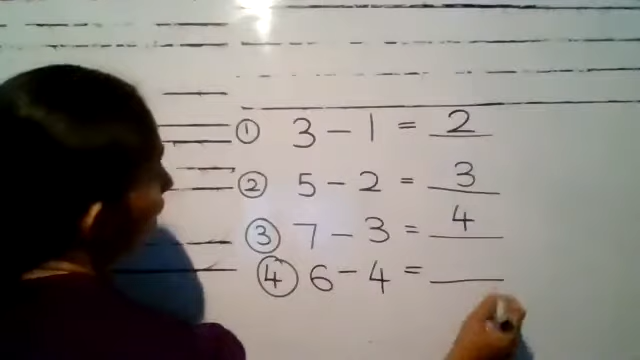 ① 3 - 1 = 2
② 5 - 2 = 3
③ 7 - 3 = 4
④ 6 - 4 =